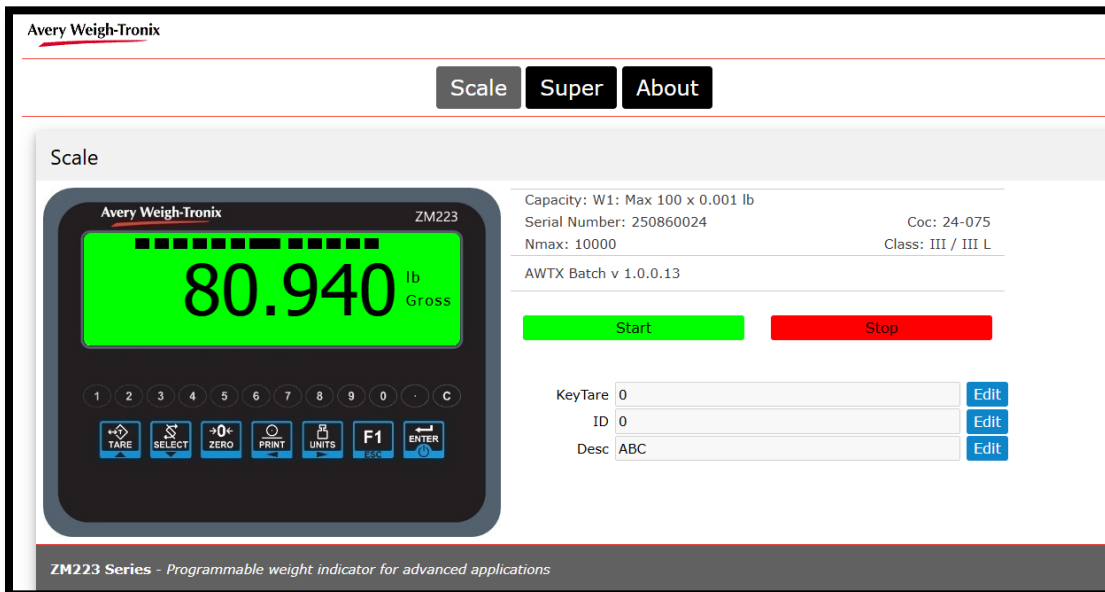 Avery Weigh-Tronix
Scale Super About
Scale
Avery Weigh-Tronix ZM223
80.940 lb
Gross
1 2 3 4 5 6 7 8 9 0 . C
TARE SELECT →0← ZERO PRINT UNITS F1 ESC ENTER
Capacity: W1: Max 100 x 0.001 lb
Serial Number: 250860024 Coc: 24-075
Nmax: 10000 Class: III / III L
AWTX Batch v 1.0.0.13
Start Stop
KeyTare 0 Edit
ID 0 Edit
Desc ABC Edit
ZM223 Series - Programmable weight indicator for advanced applications